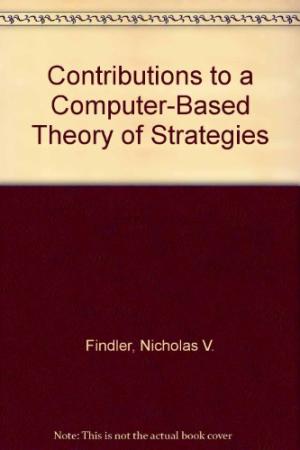 Contributions to a
Computer-Based
Theory of Strategies
Findler, Nicholas V.
Note: This is not the actual book cover